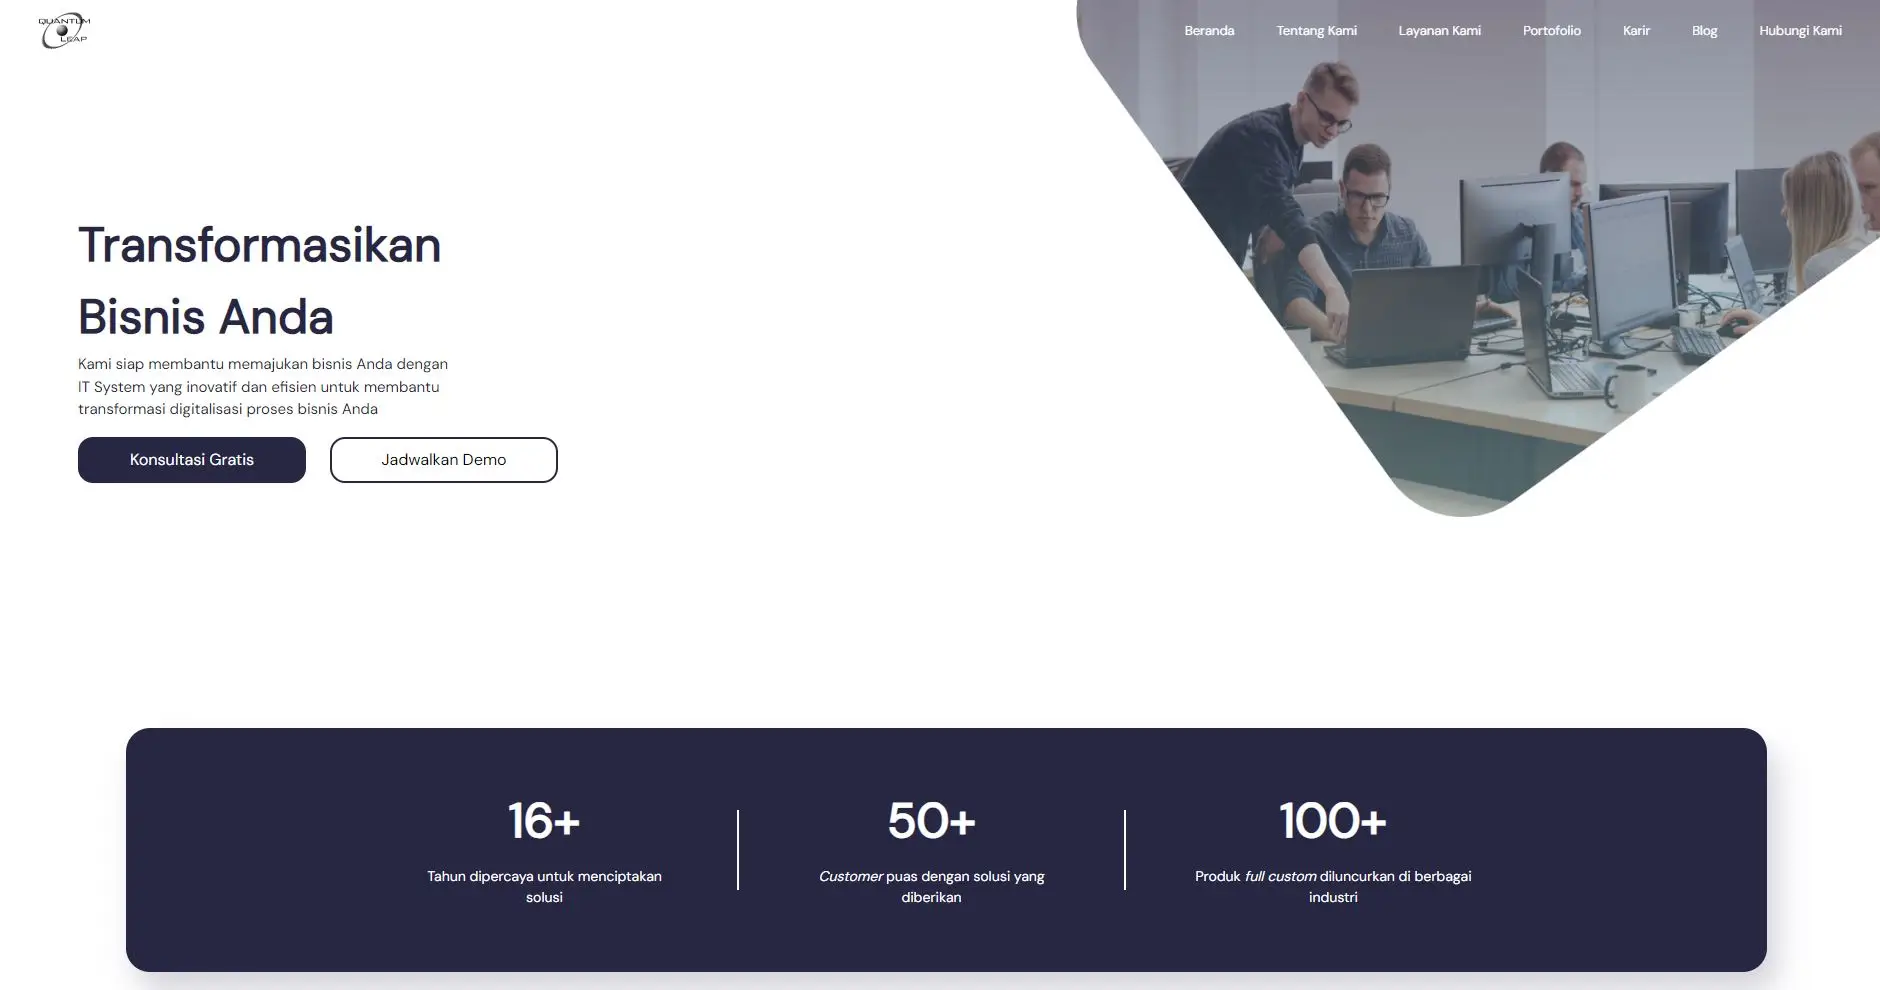 QUANTUM
LEAP
Beranda
Tentang Kami
Layanan Kami
Portofolio
Karir
Blog
Hubungi Kami
Transformasikan
Bisnis Anda
Kami siap membantu memajukan bisnis Anda dengan
IT System yang inovatif dan efisien untuk membantu
transformasi digitalisasi proses bisnis Anda
Konsultasi Gratis
Jadwalkan Demo
16+
Tahun dipercaya untuk menciptakan
solusi
50+
Customer puas dengan solusi yang
diberikan
100+
Produk full custom diluncurkan di berbagai
industri